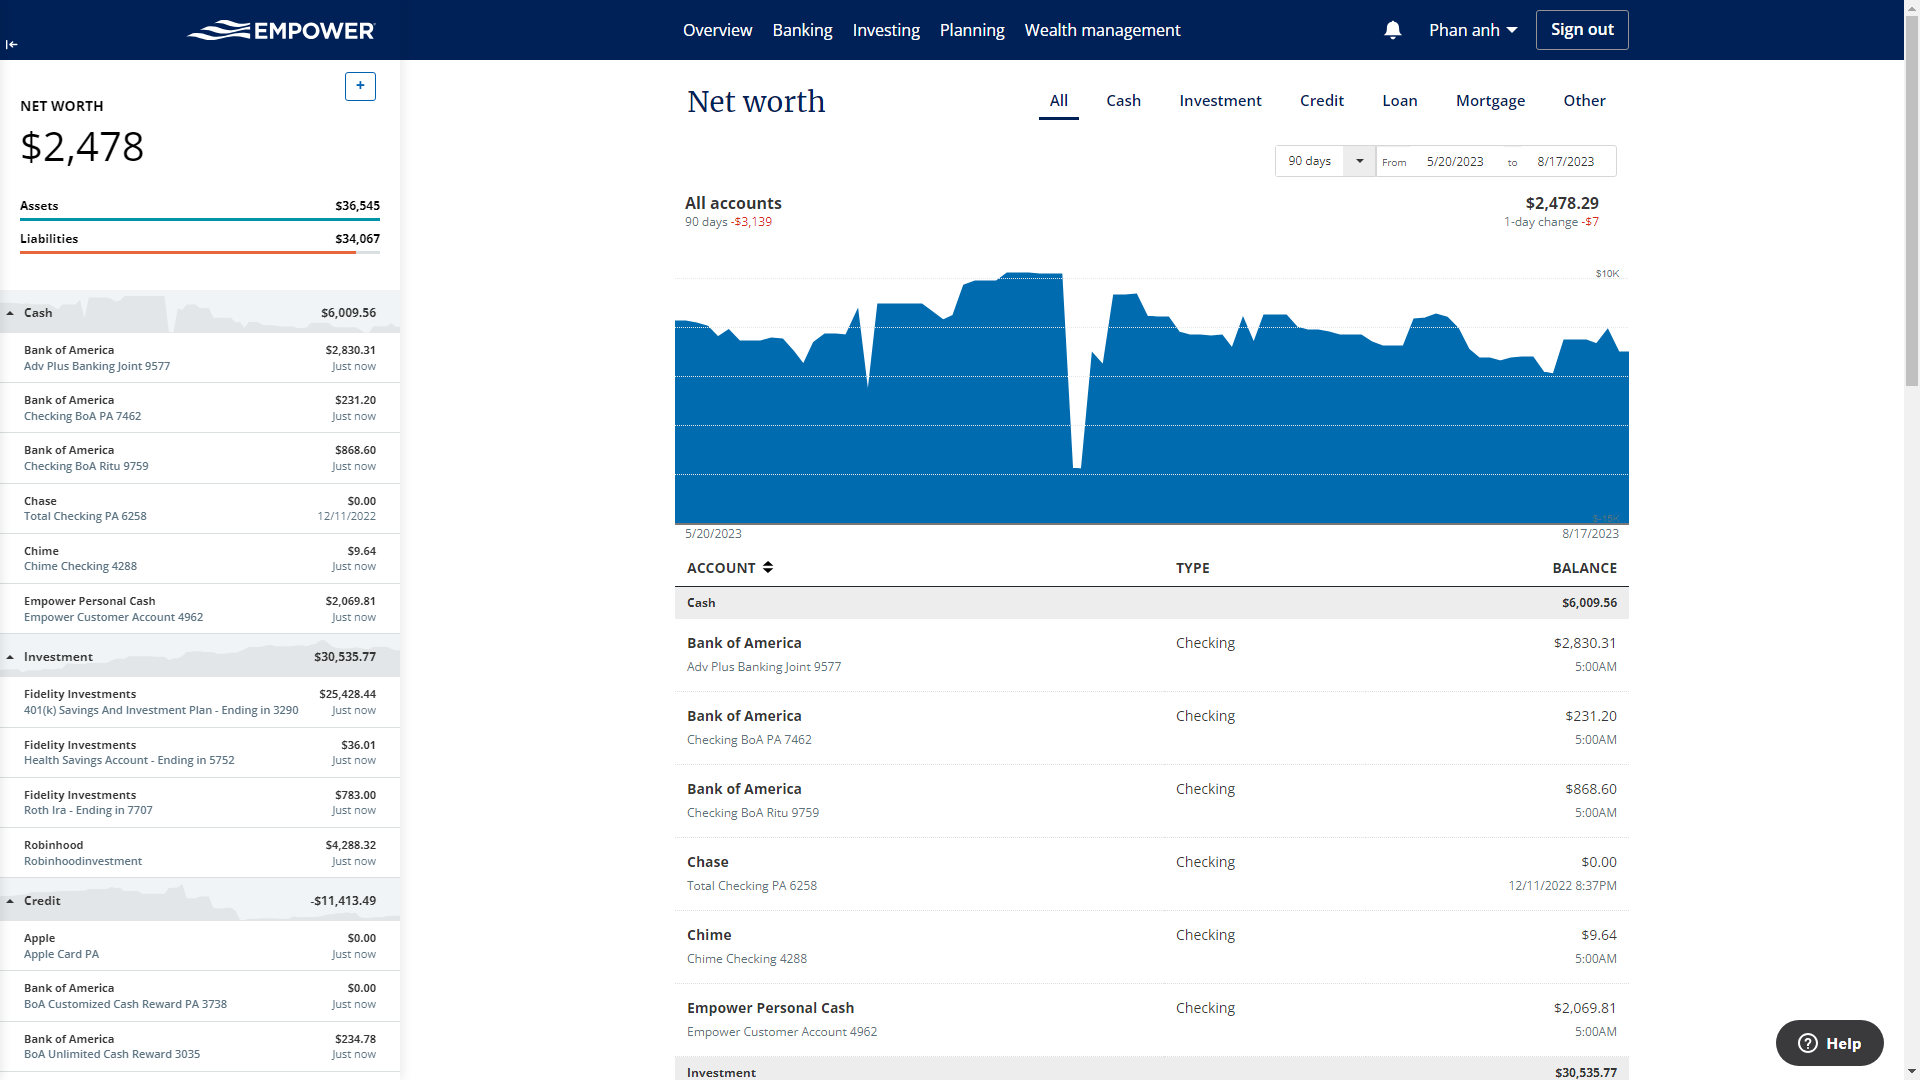 EMPOWER
Overview Banking Investing Planning Wealth management
Phan anh
Sign out
+
NET WORTH
$2,478
Assets $36,545
Liabilities $34,067
Cash $6,009.56
Bank of America $2,830.31
Adv Plus Banking Joint 9577 Just now
Bank of America $231.20
Checking BoA PA 7462 Just now
Bank of America $868.60
Checking BoA Ritu 9759 Just now
Chase $0.00
Total Checking PA 6258 12/11/2022
Chime $9.64
Chime Checking 4288 Just now
Empower Personal Cash $2,069.81
Empower Customer Account 4962 Just now
Investment $30,535.77
Fidelity Investments $25,428.44
401(k) Savings And Investment Plan - Ending in 3290 Just now
Fidelity Investments $36.01
Health Savings Account - Ending in 5752 Just now
Fidelity Investments $783.00
Roth Ira - Ending in 7707 Just now
Robinhood $4,288.32
Robinhoodinvestment Just now
Credit -$11,413.49
Apple $0.00
Apple Card PA Just now
Bank of America $0.00
BoA Customized Cash Reward PA 3738 Just now
Bank of America $234.78
BoA Unlimited Cash Reward 3035 Just now
Net worth
All Cash Investment Credit Loan Mortgage Other
90 days From 5/20/2023 to 8/17/2023
All accounts $2,478.29
90 days -$3,139 1-day change -$7
$10K
$-15K
5/20/2023 8/17/2023
ACCOUNT TYPE BALANCE
Cash $6,009.56
Bank of America Checking $2,830.31
Adv Plus Banking Joint 9577 5:00AM
Bank of America Checking $231.20
Checking BoA PA 7462 5:00AM
Bank of America Checking $868.60
Checking BoA Ritu 9759 5:00AM
Chase Checking $0.00
Total Checking PA 6258 12/11/2022 8:37PM
Chime Checking $9.64
Chime Checking 4288 5:00AM
Empower Personal Cash Checking $2,069.81
Empower Customer Account 4962 5:00AM
Investment $30,535.77
? Help